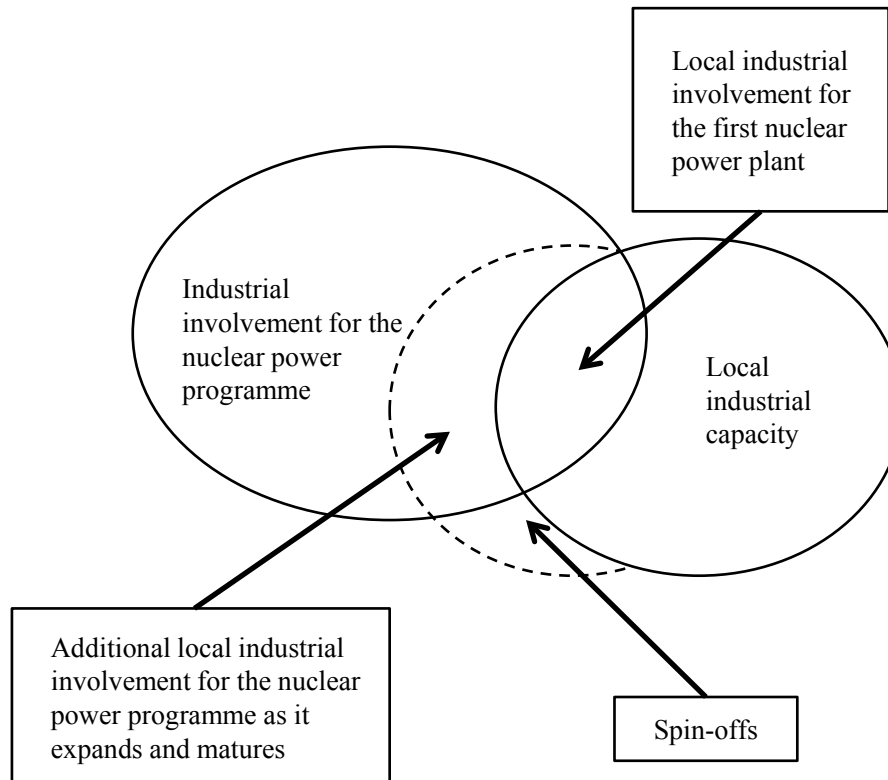 Local industrial
involvement for
the first nuclear
power plant
Industrial
involvement for the
nuclear power
programme
Local
industrial
capacity
Additional local industrial
involvement for the nuclear
power programme as it
expands and matures
Spin-offs